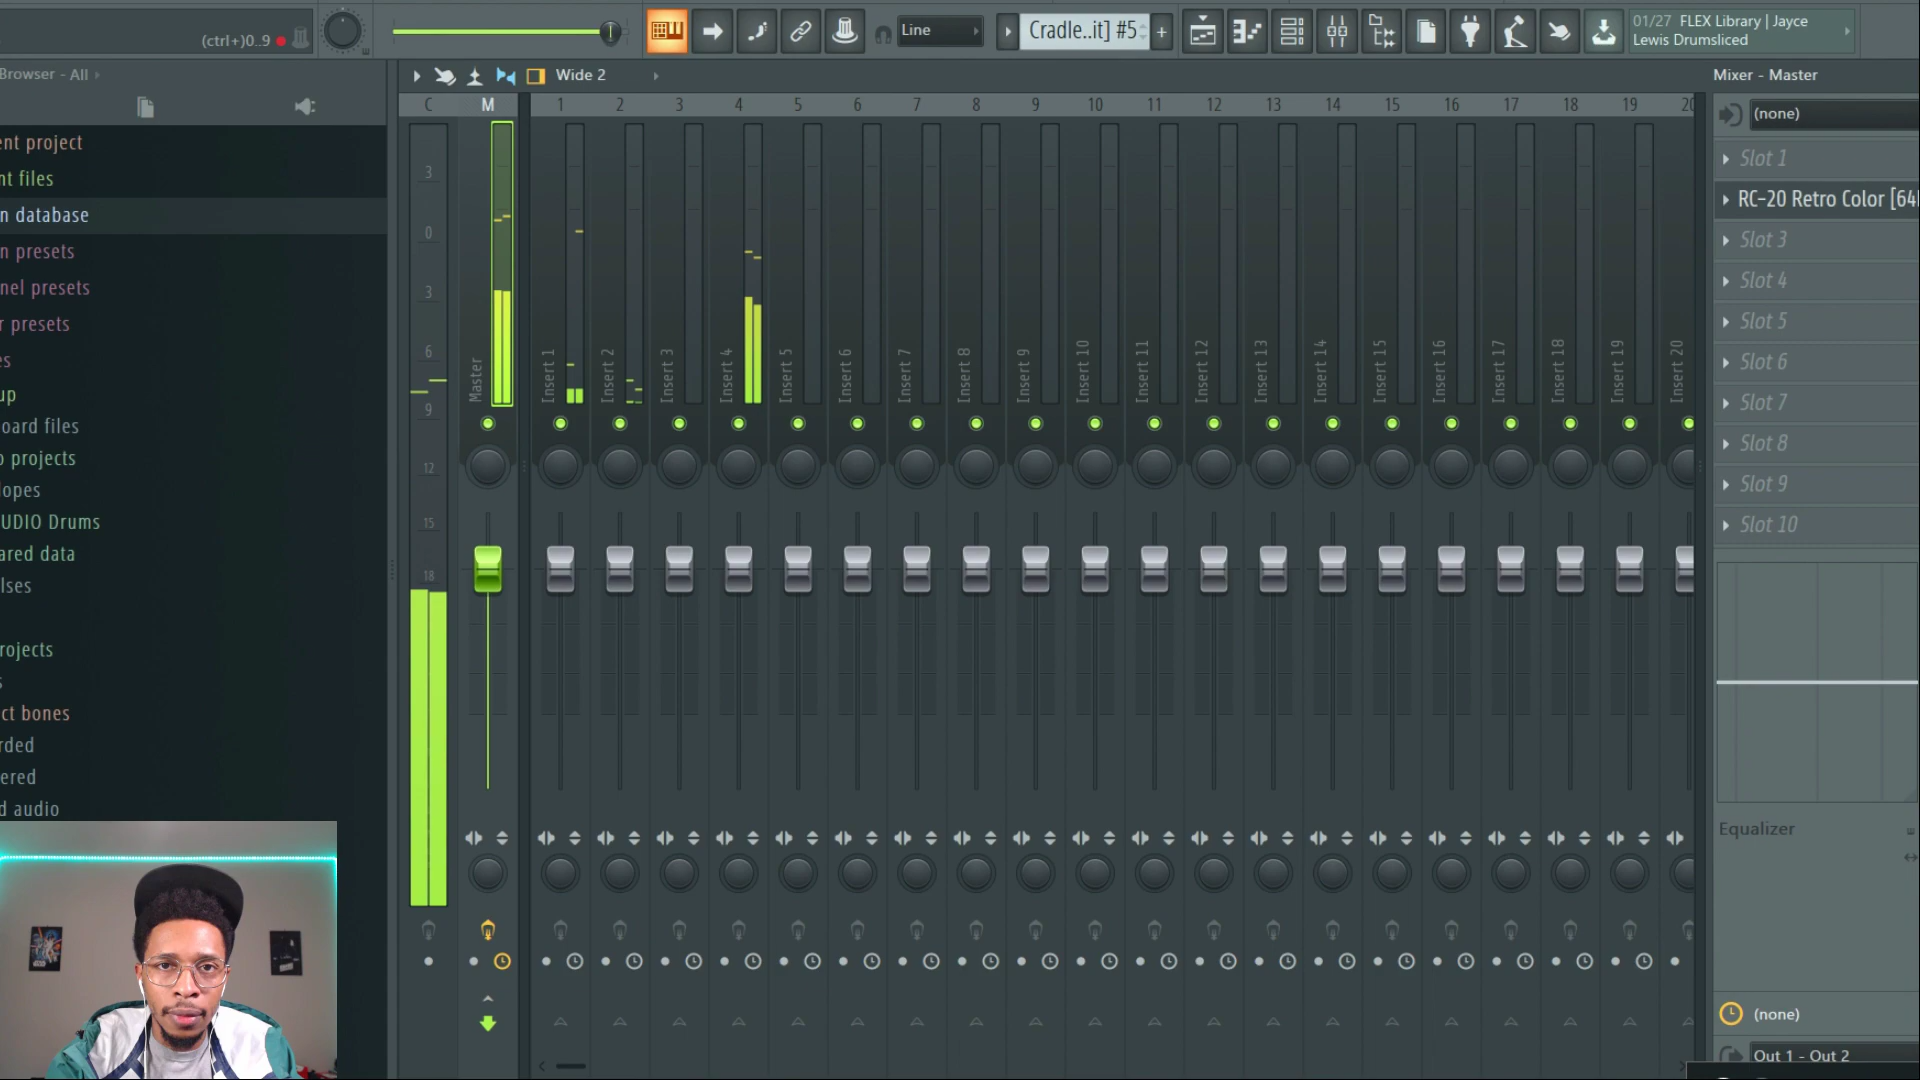 (ctrl+)0..9
Line
Cradle..it] #5
+
01/27 FLEX Library | Jayce
Lewis Drumsliced
Browser - All
Wide 2
Mixer - Master
C M 1 2 3 4 5 6 7 8 9 10 11 12 13 14 15 16 17 18 19 20
(none)
ent project
nt files
n database
n presets
nel presets
r presets
es
up
oard files
o projects
lopes
UDIO Drums
ared data
lses
rojects
s
ct bones
rded
ered
d audio
3
0
3
6
9
12
15
18
Master
Insert 1
Insert 2
Insert 3
Insert 4
Insert 5
Insert 6
Insert 7
Insert 8
Insert 9
Insert 10
Insert 11
Insert 12
Insert 13
Insert 14
Insert 15
Insert 16
Insert 17
Insert 18
Insert 19
Insert 20
Slot 1
RC-20 Retro Color [64
Slot 3
Slot 4
Slot 5
Slot 6
Slot 7
Slot 8
Slot 9
Slot 10
Equalizer
(none)
Out 1 - Out 2